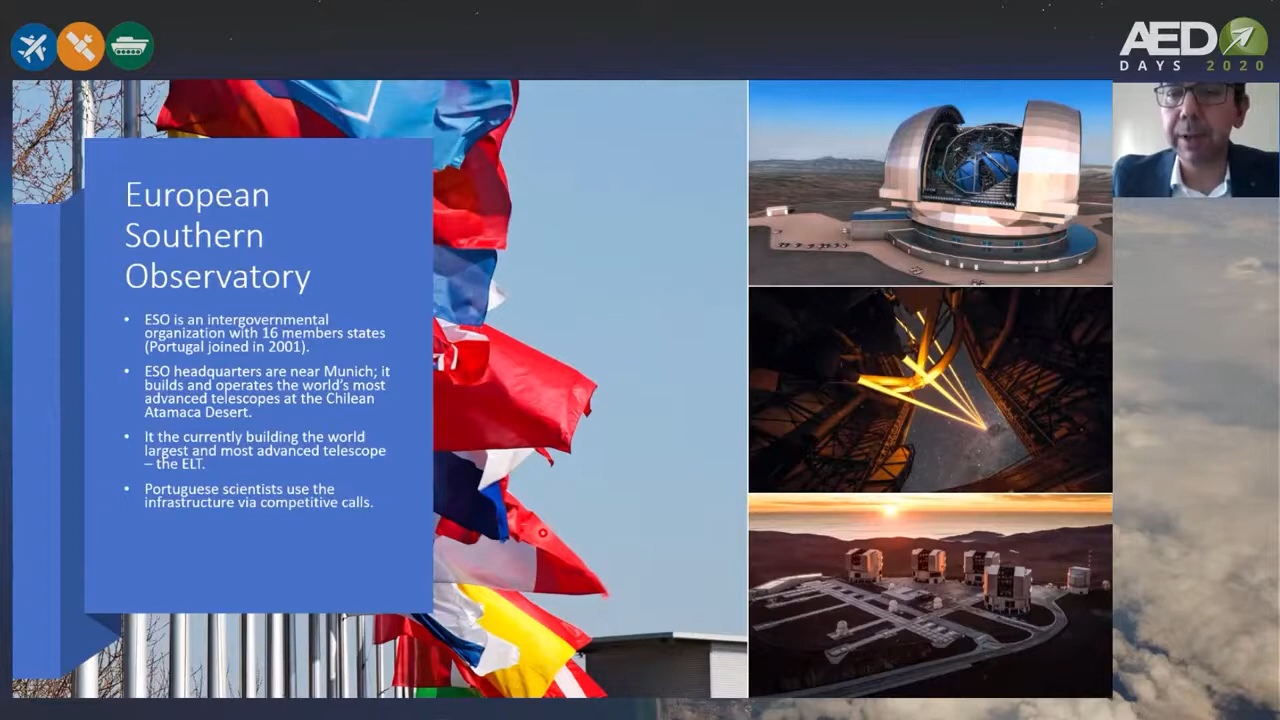 AED
DAYS 2020
European
Southern
Observatory
• ESO is an intergovernmental
organization with 16 members states
(Portugal joined in 2001).
• ESO headquarters are near Munich; it
builds and operates the world's most
advanced telescopes at the Chilean
Atamaca Desert.
• It the currently building the world
largest and most advanced telescope
– the ELT.
• Portuguese scientists use the
infrastructure via competitive calls.